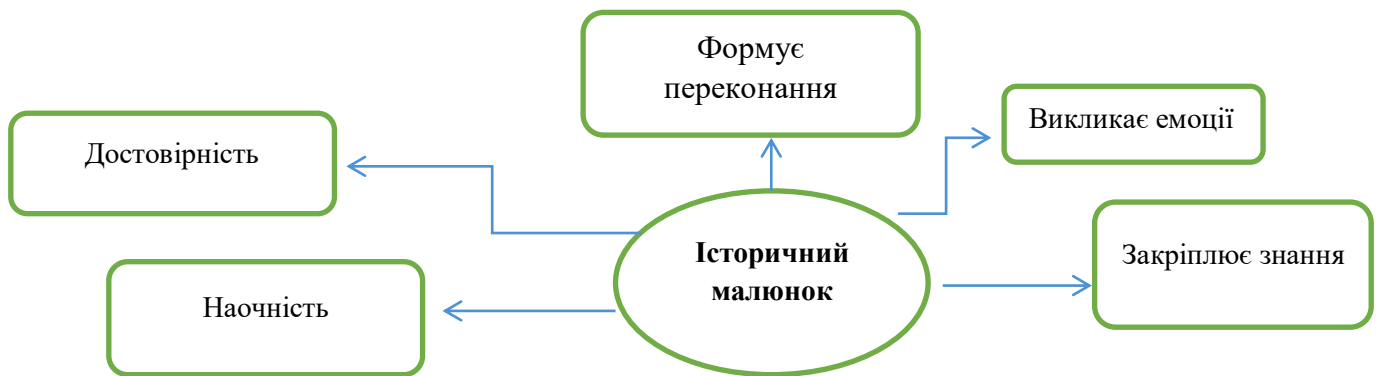 Формує
переконання
Викликає емоції
Достовірність
Історичний
малюнок
Закріплює знання
Наочність